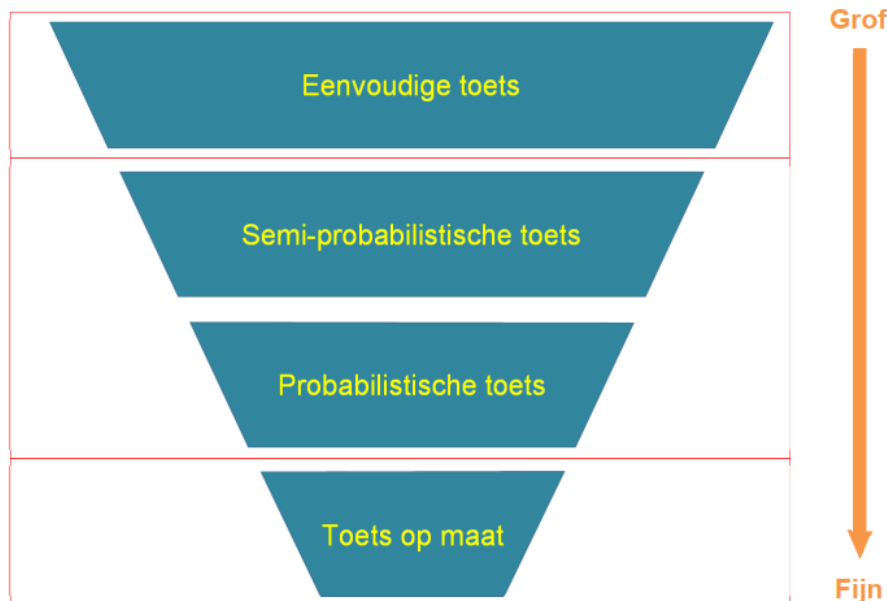 Grof
Eenvoudige toets
Semi-probabilistische toets
Probabilistische toets
Toets op maat
Fijn